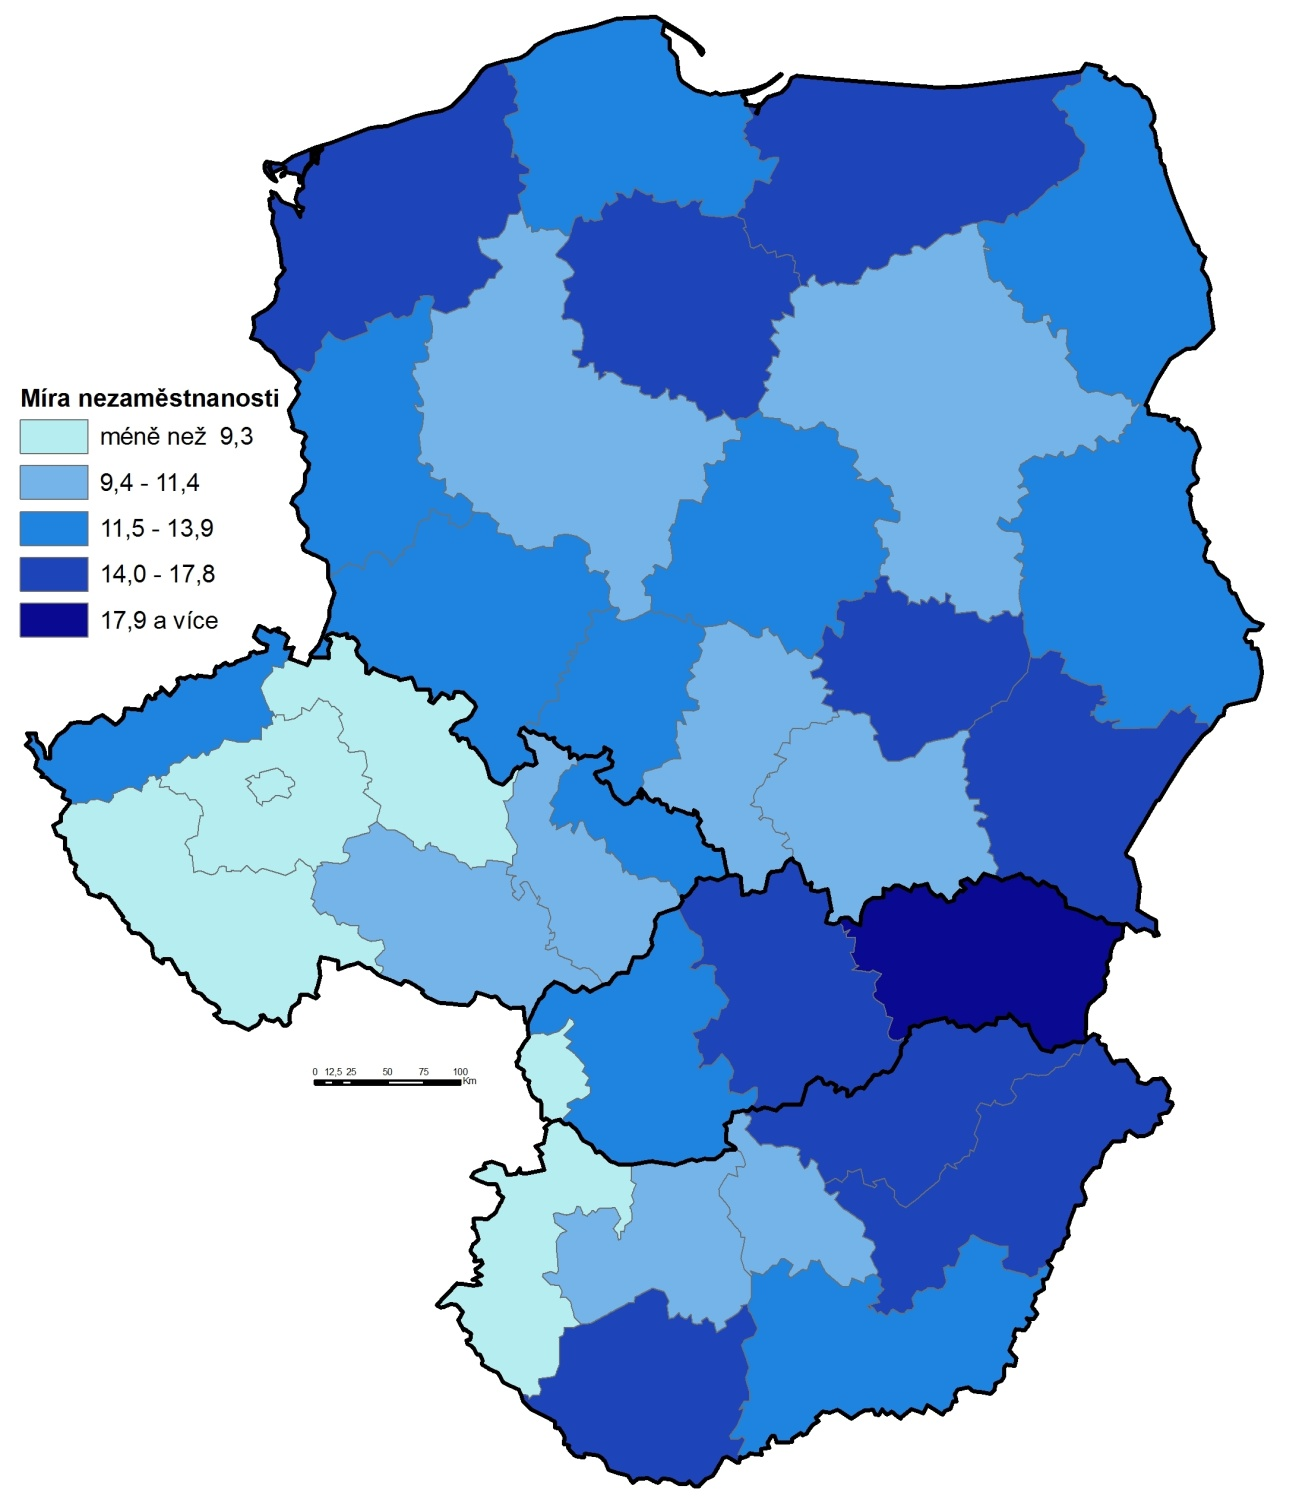 Míra nezaměstnanosti
méně než 9,3
9,4 - 11,4
11,5 - 13,9
14,0 - 17,8
17,9 a více
0 12,5 25 50 75 100
Km